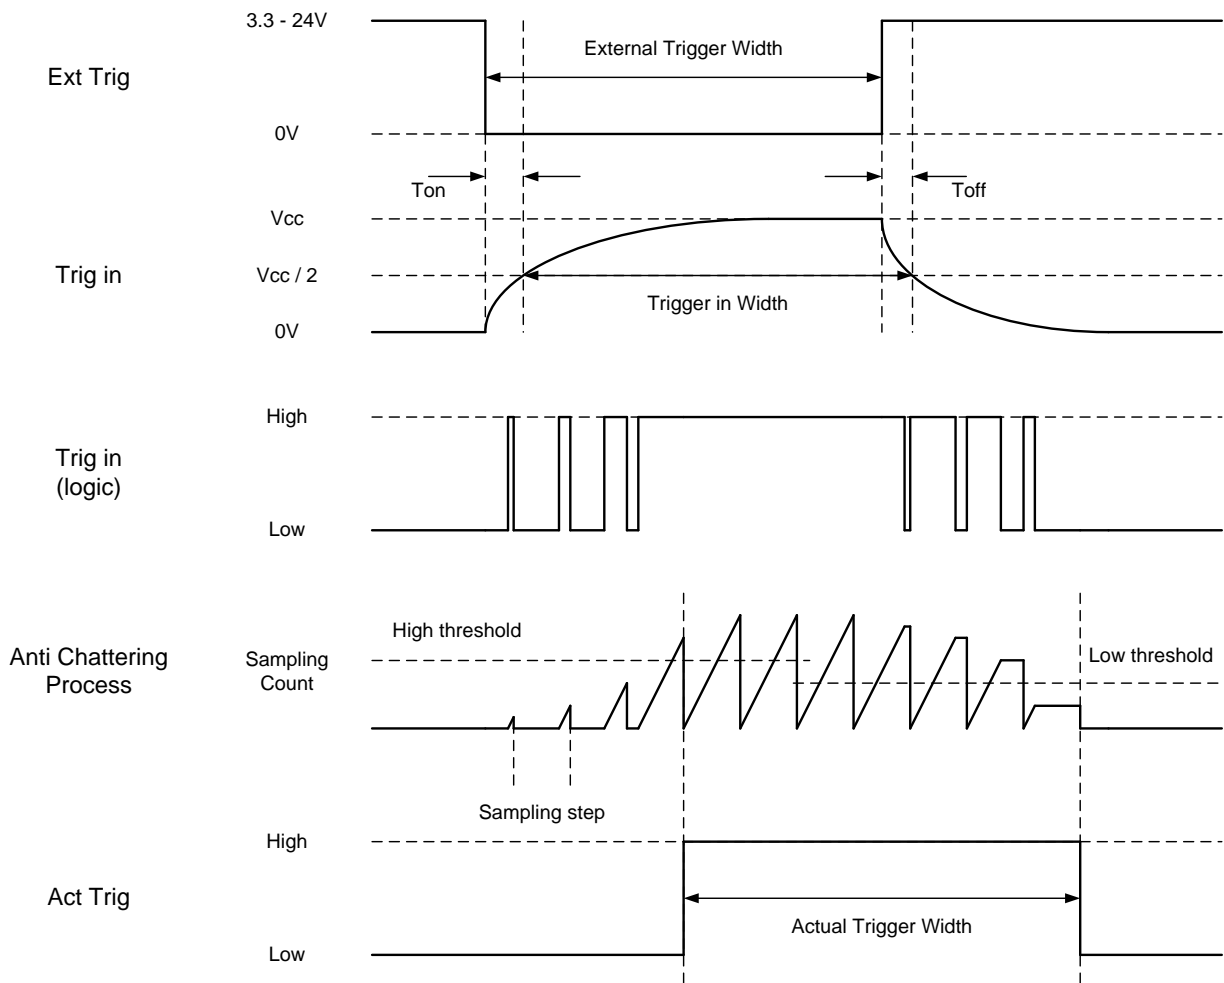 3.3 - 24V
External Trigger Width
Ext Trig
0V
Ton
Toff
Vcc
Trig in
Vcc / 2
Trigger in Width
0V
High
Trig in
(logic)
Low
High threshold
Anti Chattering
Process
Sampling
Count
Low threshold
Sampling step
High
Act Trig
Actual Trigger Width
Low